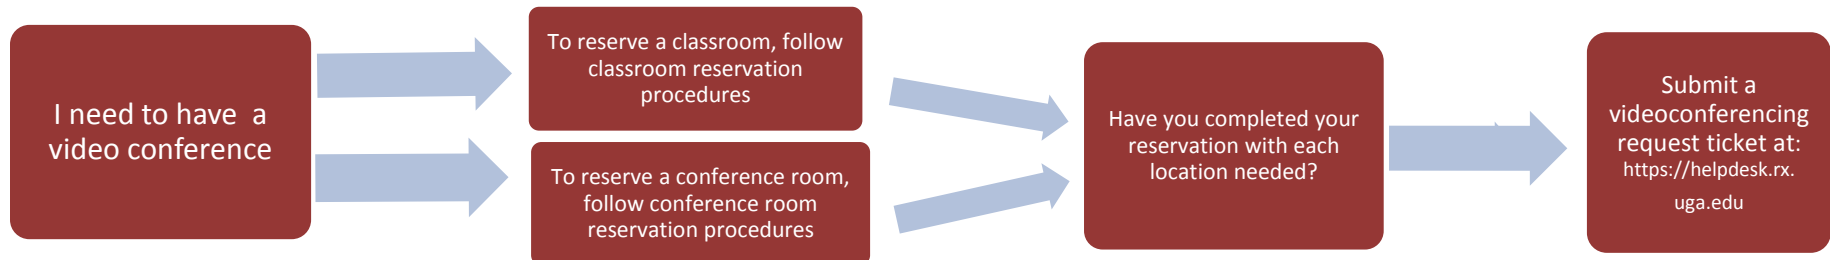 I need to have  a
video conference
To reserve a classroom, follow
classroom reservation
procedures
To reserve a conference room,
follow conference room
reservation procedures
Have you completed your
reservation with each
location needed?
Submit a
videoconferencing
request ticket at:
https://helpdesk.rx.
uga.edu